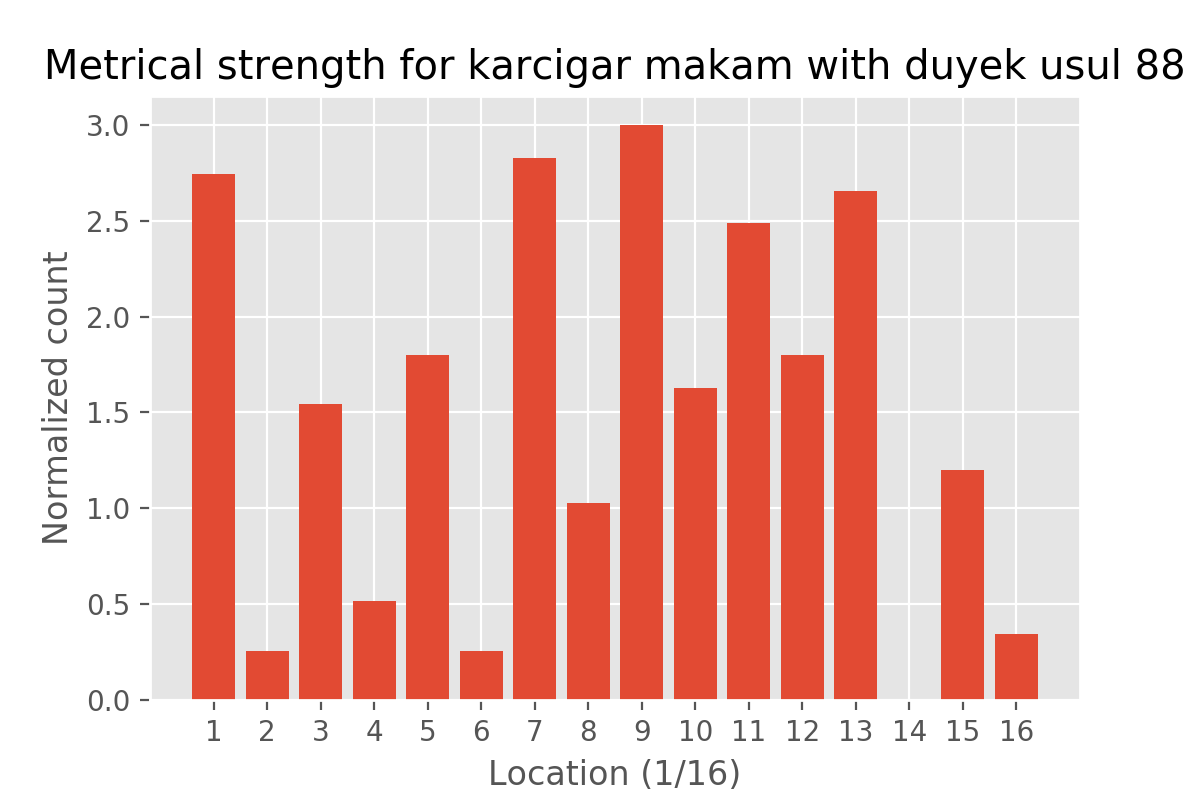 Metrical strength for karcigar makam with duyek usul 88
3.0
2.5
2.0
1.5
1.0
0.5
0.0
Normalized count
1 2 3 4 5 6 7 8 9 10 11 12 13 14 15 16
Location (1/16)